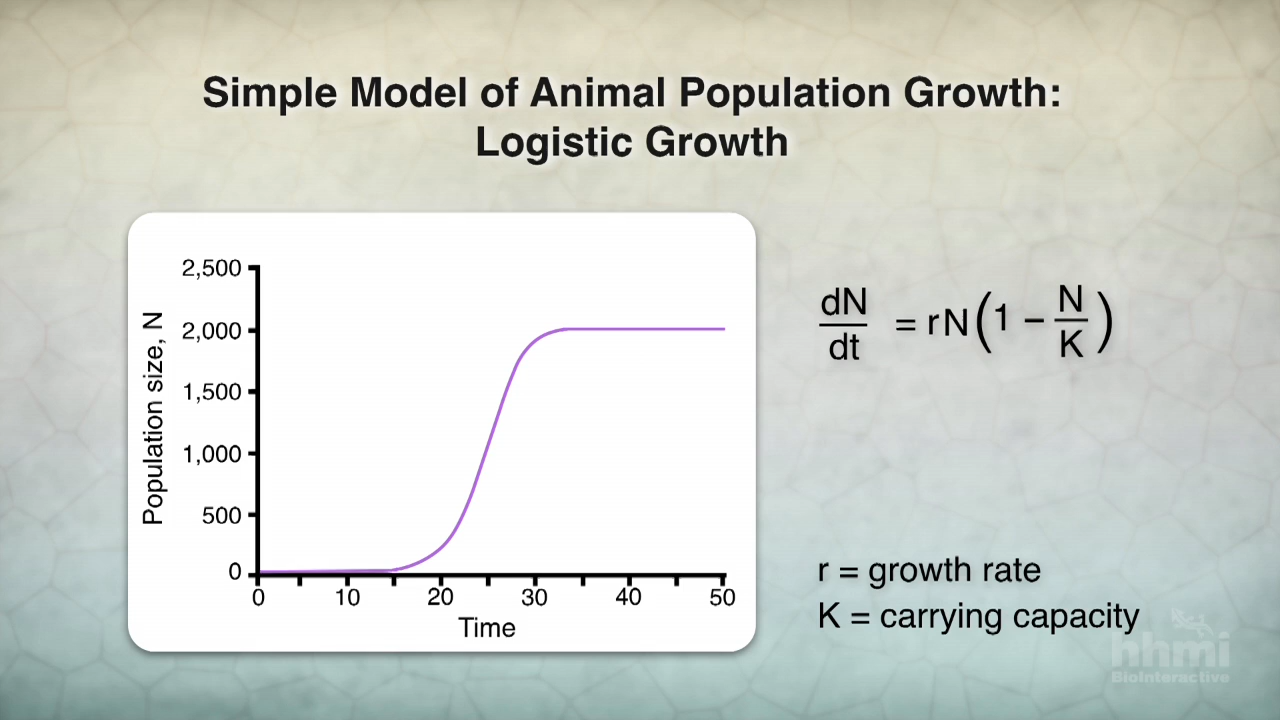 Simple Model of Animal Population Growth:
Logistic Growth
Population size, N
2,500
2,000
1,500
1,000
500
0
0 10 20 30 40 50
Time
dN/dt = rN(1 − N/K)
r = growth rate
K = carrying capacity
hhmi
BioInteractive